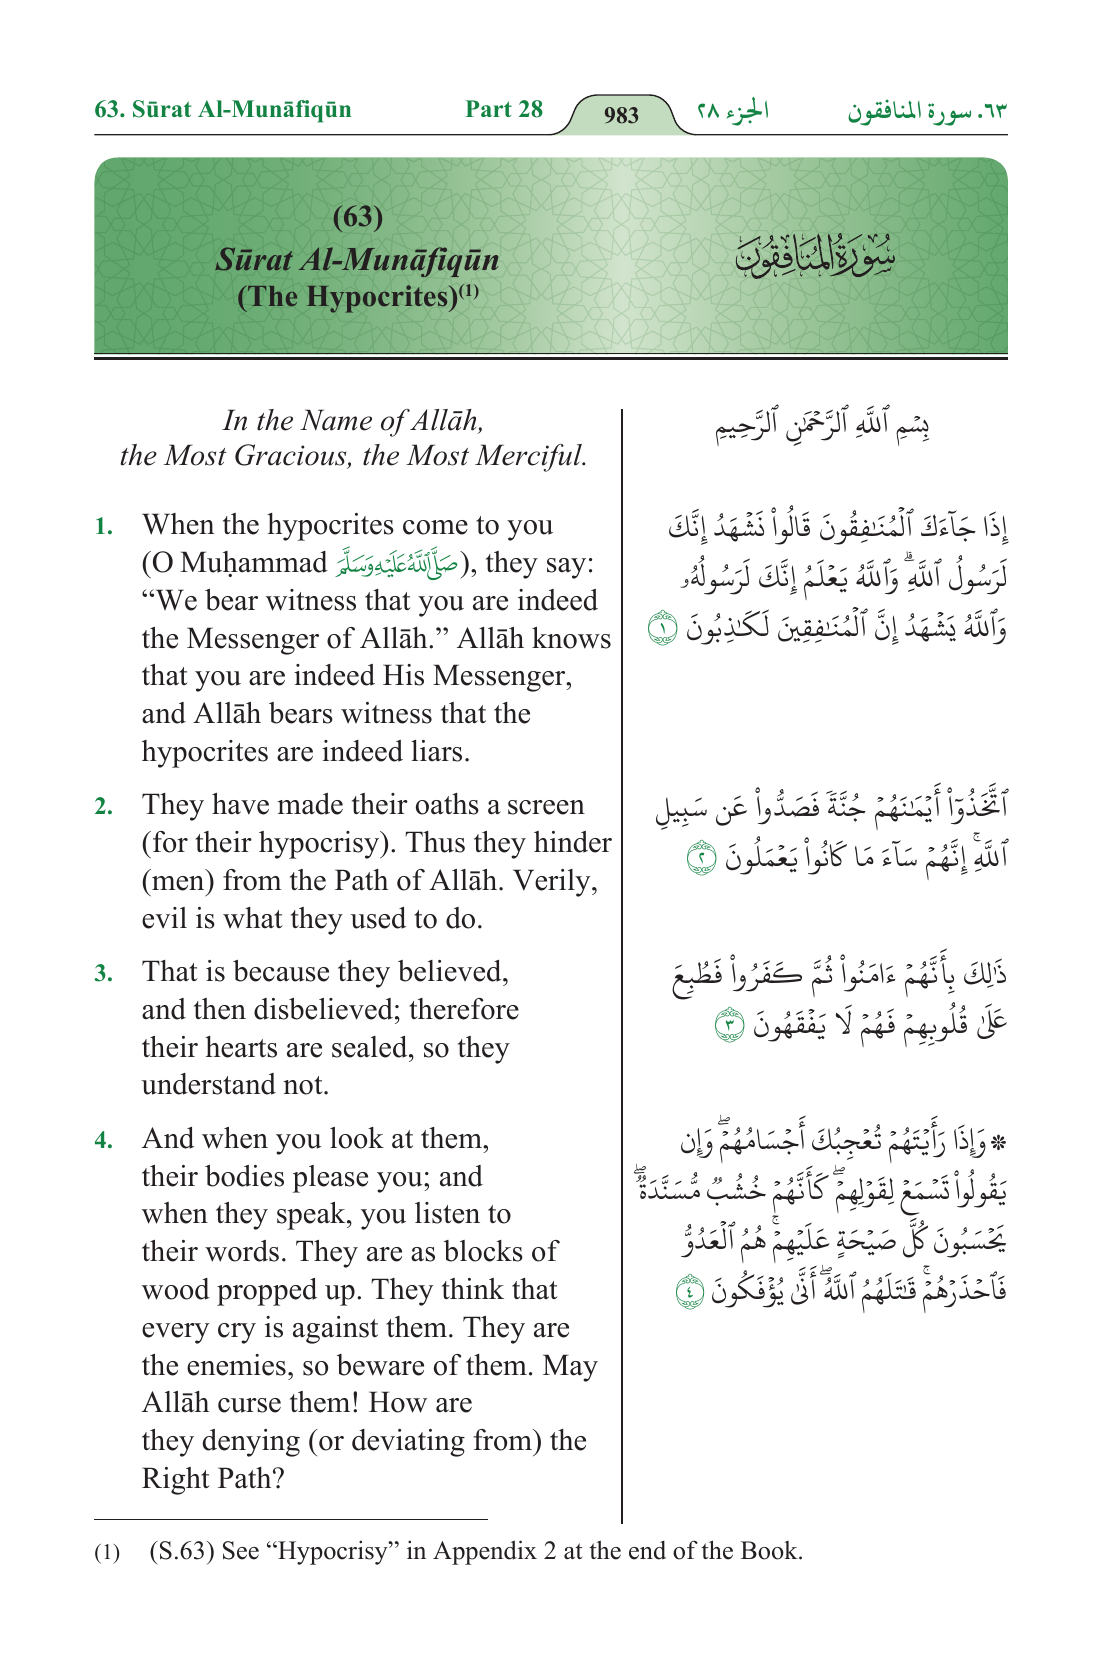 63. Sūrat Al-Munāfiqūn Part 28 983 الجزء ٢٨ ٦٣. سورة المنافقون
(63)
Sūrat Al-Munāfiqūn
(The Hypocrites)(1)
سُورَةُ المُنَافِقُونَ
In the Name of Allāh,
the Most Gracious, the Most Merciful.
1. When the hypocrites come to you
(O Muḥammad صَلَّى ٱللَّهُ عَلَيْهِ وَسَلَّمَ), they say:
“We bear witness that you are indeed
the Messenger of Allāh.” Allāh knows
that you are indeed His Messenger,
and Allāh bears witness that the
hypocrites are indeed liars.
2. They have made their oaths a screen
(for their hypocrisy). Thus they hinder
(men) from the Path of Allāh. Verily,
evil is what they used to do.
3. That is because they believed,
and then disbelieved; therefore
their hearts are sealed, so they
understand not.
4. And when you look at them,
their bodies please you; and
when they speak, you listen to
their words. They are as blocks of
wood propped up. They think that
every cry is against them. They are
the enemies, so beware of them. May
Allāh curse them! How are
they denying (or deviating from) the
Right Path?
بِسۡمِ ٱللَّهِ ٱلرَّحۡمَٰنِ ٱلرَّحِيمِ
إِذَا جَآءَكَ ٱلۡمُنَٰفِقُونَ قَالُواْ نَشۡهَدُ إِنَّكَ
لَرَسُولُ ٱللَّهِۗ وَٱللَّهُ يَعۡلَمُ إِنَّكَ لَرَسُولُهُۥ
وَٱللَّهُ يَشۡهَدُ إِنَّ ٱلۡمُنَٰفِقِينَ لَكَٰذِبُونَ ١
ٱتَّخَذُوٓاْ أَيۡمَٰنَهُمۡ جُنَّةٗ فَصَدُّواْ عَن سَبِيلِ
ٱللَّهِۚ إِنَّهُمۡ سَآءَ مَا كَانُواْ يَعۡمَلُونَ ٢
ذَٰلِكَ بِأَنَّهُمۡ ءَامَنُواْ ثُمَّ كَفَرُواْ فَطُبِعَ
عَلَىٰ قُلُوبِهِمۡ فَهُمۡ لَا يَفۡقَهُونَ ٣
۞ وَإِذَا رَأَيۡتَهُمۡ تُعۡجِبُكَ أَجۡسَامُهُمۡۖ وَإِن
يَقُولُواْ تَسۡمَعۡ لِقَوۡلِهِمۡۖ كَأَنَّهُمۡ خُشُبٞ مُّسَنَّدَةٞۖ
يَحۡسَبُونَ كُلَّ صَيۡحَةٍ عَلَيۡهِمۡۚ هُمُ ٱلۡعَدُوُّ
فَٱحۡذَرۡهُمۡۚ قَٰتَلَهُمُ ٱللَّهُۖ أَنَّىٰ يُؤۡفَكُونَ ٤
(1) (S.63) See “Hypocrisy” in Appendix 2 at the end of the Book.